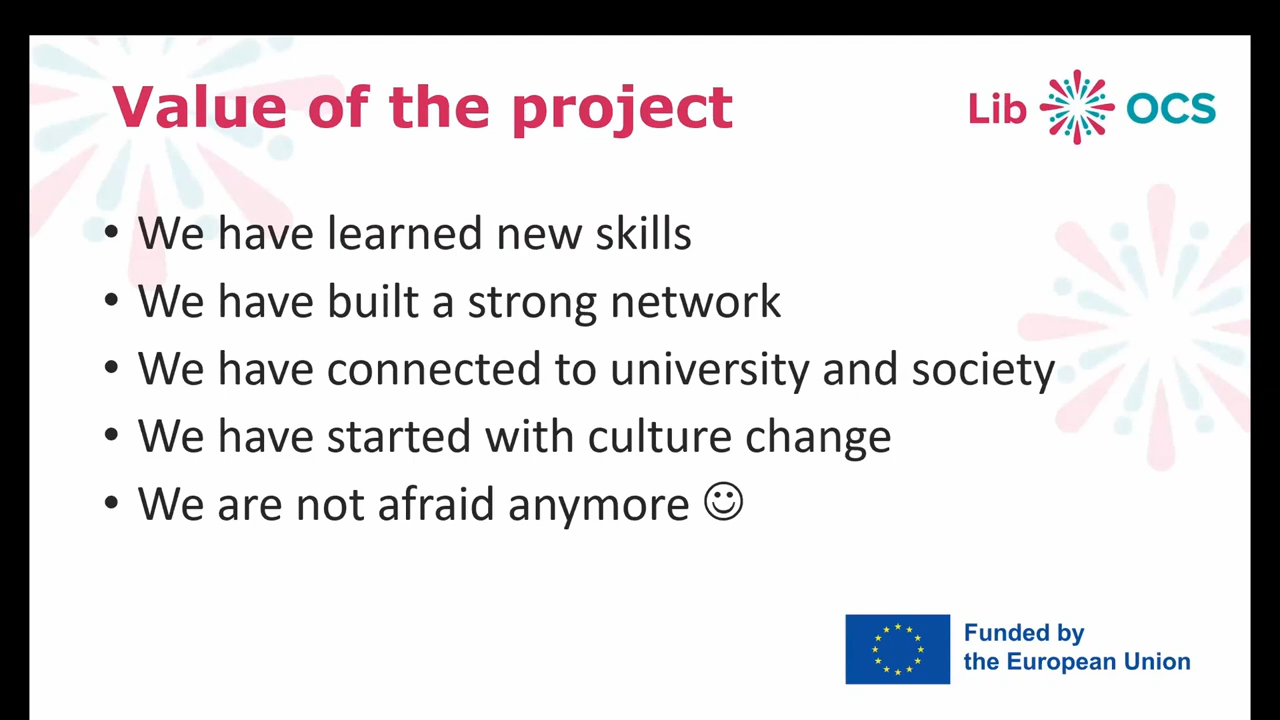 Value of the project
Lib OCS
• We have learned new skills
• We have built a strong network
• We have connected to university and society
• We have started with culture change
• We are not afraid anymore ☺
Funded by
the European Union